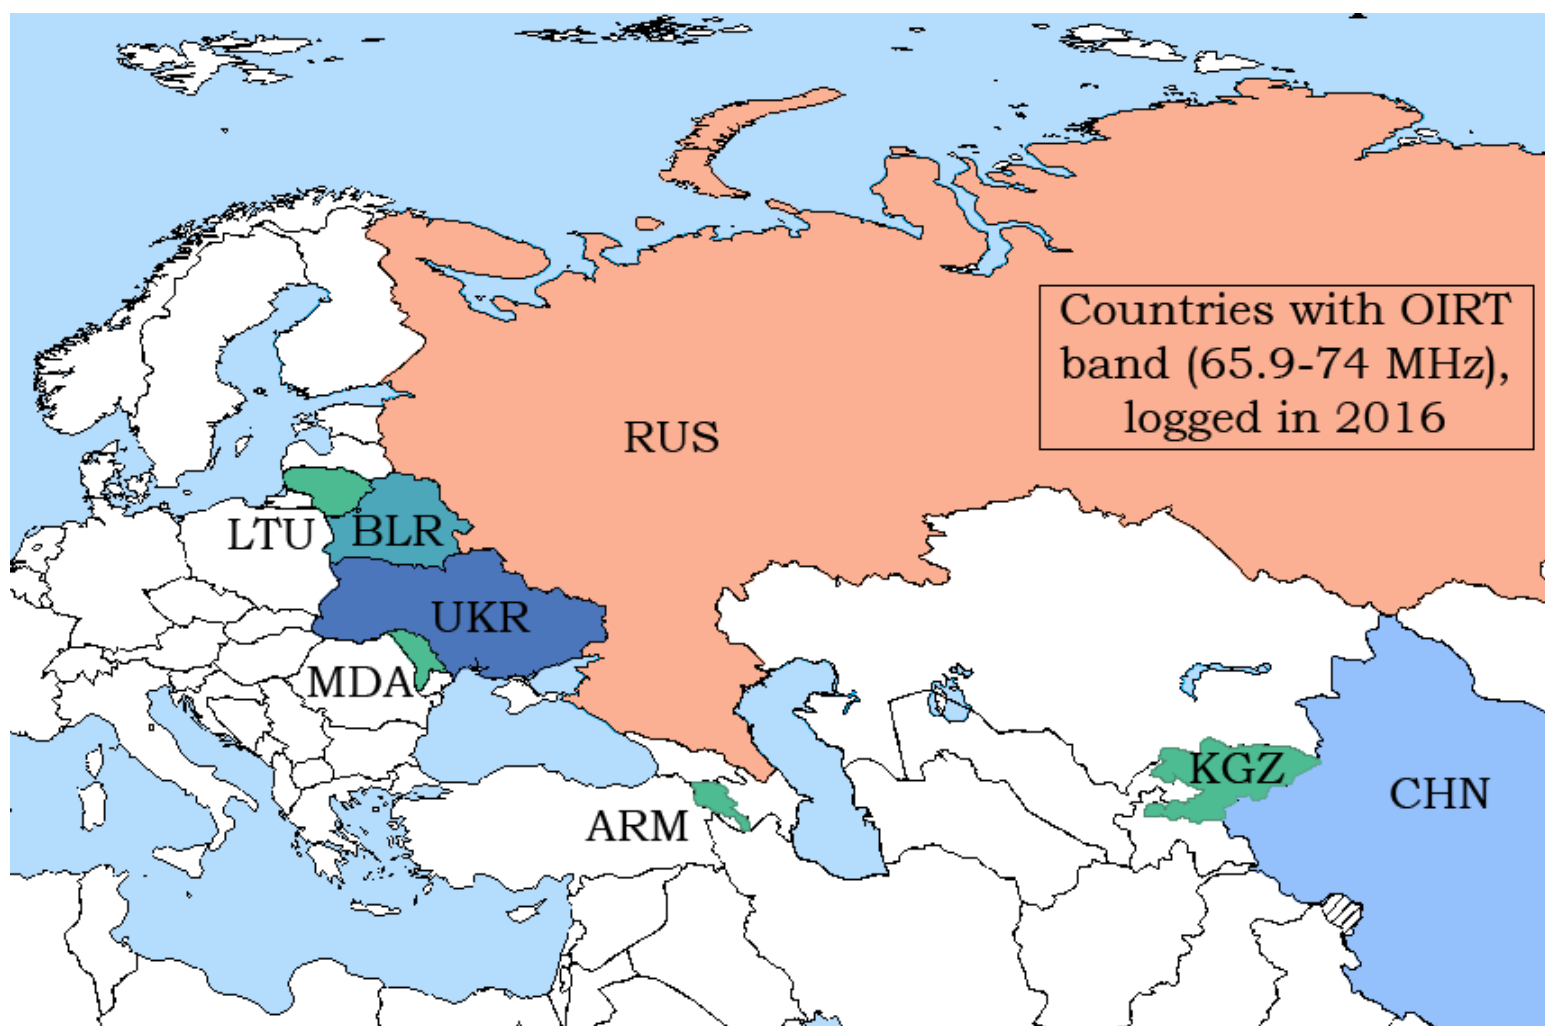 Countries with OIRT
band (65.9-74 MHz),
logged in 2016
RUS
LTU
BLR
UKR
MDA
KGZ
CHN
ARM